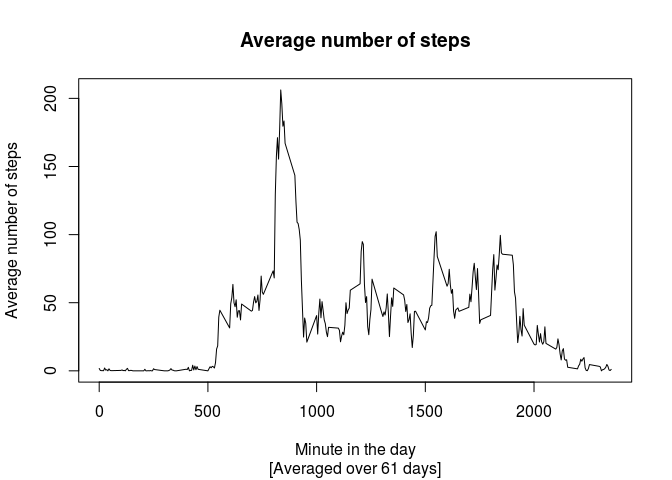 Average number of steps
Average number of steps
200
150
100
50
0
0 500 1000 1500 2000
Minute in the day
[Averaged over 61 days]